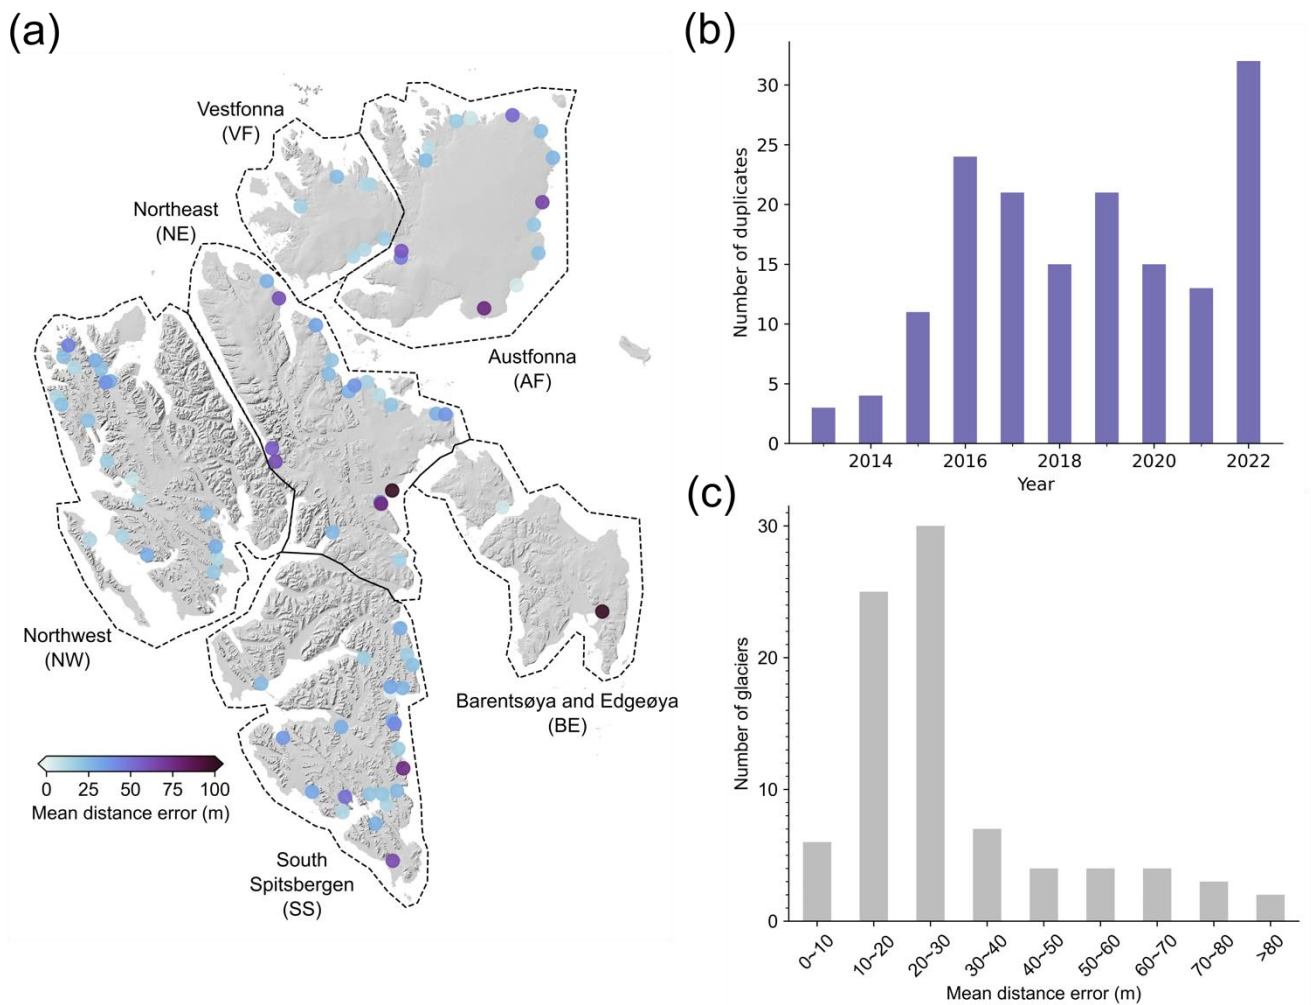 (a)
Vestfonna
(VF)
Northeast
(NE)
Austfonna
(AF)
Northwest
(NW)
Barentsøya and Edgeøya
(BE)
South
Spitsbergen
(SS)
0 25 50 75 100
Mean distance error (m)
(b)
Number of duplicates
30
25
20
15
10
5
0
2014 2016 2018 2020 2022
Year
(c)
Number of glaciers
30
20
10
0
0~10 10~20 20~30 30~40 40~50 50~60 60~70 70~80 >80
Mean distance error (m)